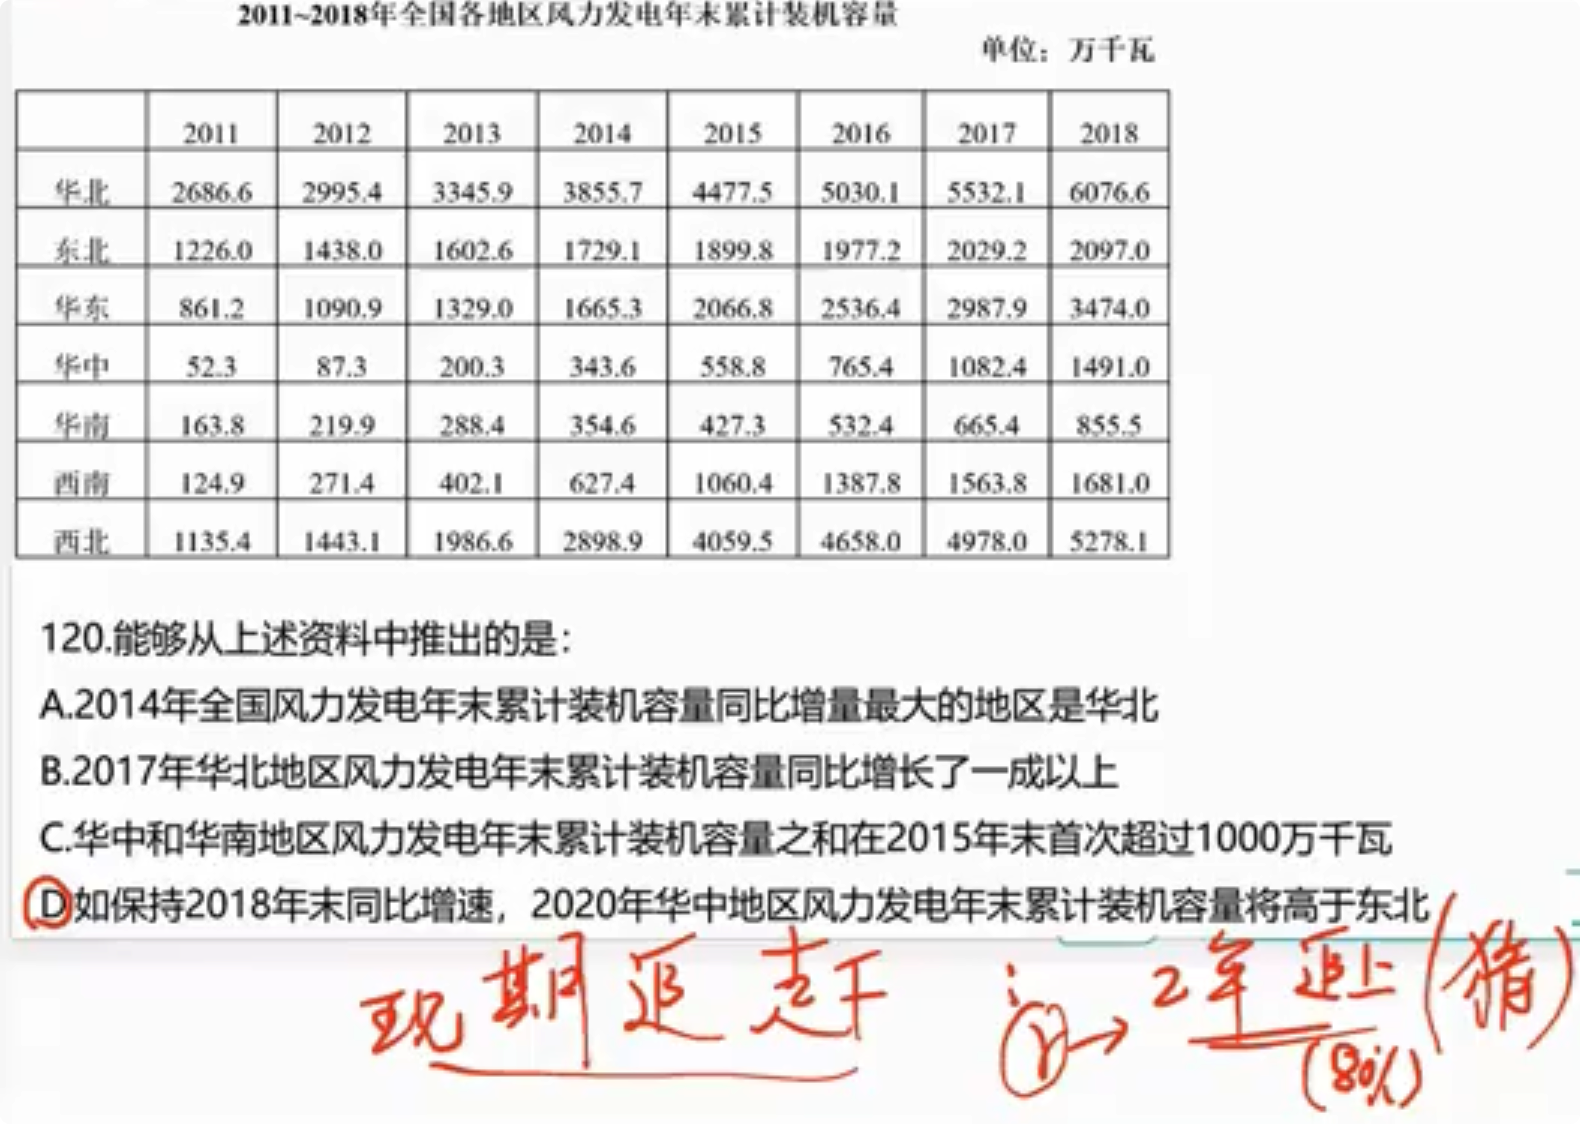 2011~2018年全国各地区风力发电年末累计装机容量
单位：万千瓦
2011 2012 2013 2014 2015 2016 2017 2018
华北 2686.6 2995.4 3345.9 3855.7 4477.5 5030.1 5532.1 6076.6
东北 1226.0 1438.0 1602.6 1729.1 1899.8 1977.2 2029.2 2097.0
华东 861.2 1090.9 1329.0 1665.3 2066.8 2536.4 2987.9 3474.0
华中 52.3 87.3 200.3 343.6 558.8 765.4 1082.4 1491.0
华南 163.8 219.9 288.4 354.6 427.3 532.4 665.4 855.5
西南 124.9 271.4 402.1 627.4 1060.4 1387.8 1563.8 1681.0
西北 1135.4 1443.1 1986.6 2898.9 4059.5 4658.0 4978.0 5278.1
120.能够从上述资料中推出的是：
A.2014年全国风力发电年末累计装机容量同比增量最大的地区是华北
B.2017年华北地区风力发电年末累计装机容量同比增长了一成以上
C.华中和华南地区风力发电年末累计装机容量之和在2015年末首次超过1000万千瓦
D如保持2018年末同比增速，2020年华中地区风力发电年末累计装机容量将高于东北
现期追赶： r→2年追上(猜)
(80%)